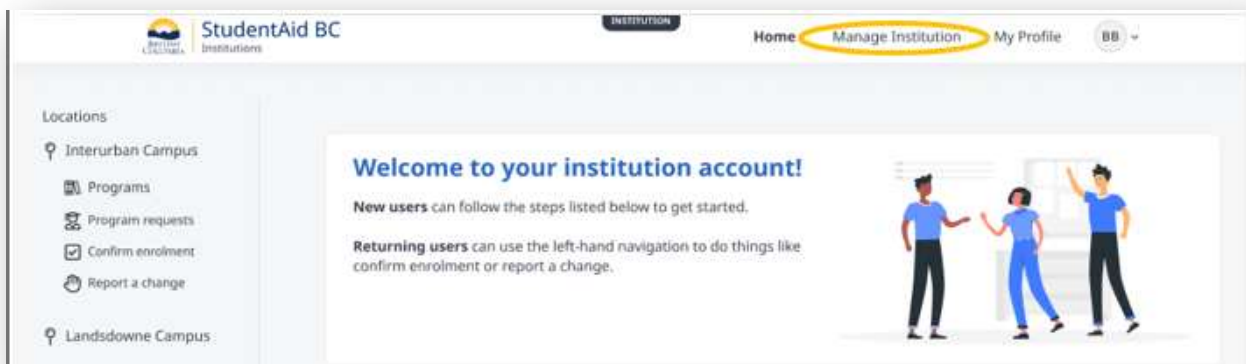 StudentAid BC
BRITISH
COLUMBIA
Institutions
INSTITUTION
Home Manage Institution My Profile BB
Locations
Interurban Campus
Programs
Program requests
Confirm enrolment
Report a change
Landsdowne Campus
Welcome to your institution account!
New users can follow the steps listed below to get started.
Returning users can use the left-hand navigation to do things like
confirm enrolment or report a change.